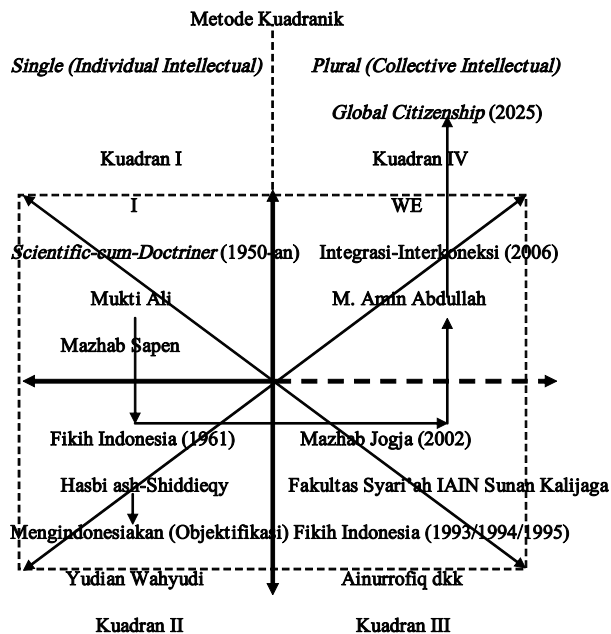 Metode Kuadranik
Single (Individual Intellectual) Plural (Collective Intellectual)
Global Citizenship (2025)
Kuadran I Kuadran IV
I WE
Scientific-cum-Doctriner (1950-an) Integrasi-Interkoneksi (2006)
Mukti Ali M. Amin Abdullah
Mazhab Sapen
Fikih Indonesia (1961) Mazhab Jogja (2002)
Hasbi ash-Shiddieqy Fakultas Syari'ah IAIN Sunan Kalijaga
Mengindonesiakan (Objektifikasi) Fikih Indonesia (1993/1994/1995)
Yudian Wahyudi Ainurrofiq dkk
Kuadran II Kuadran III